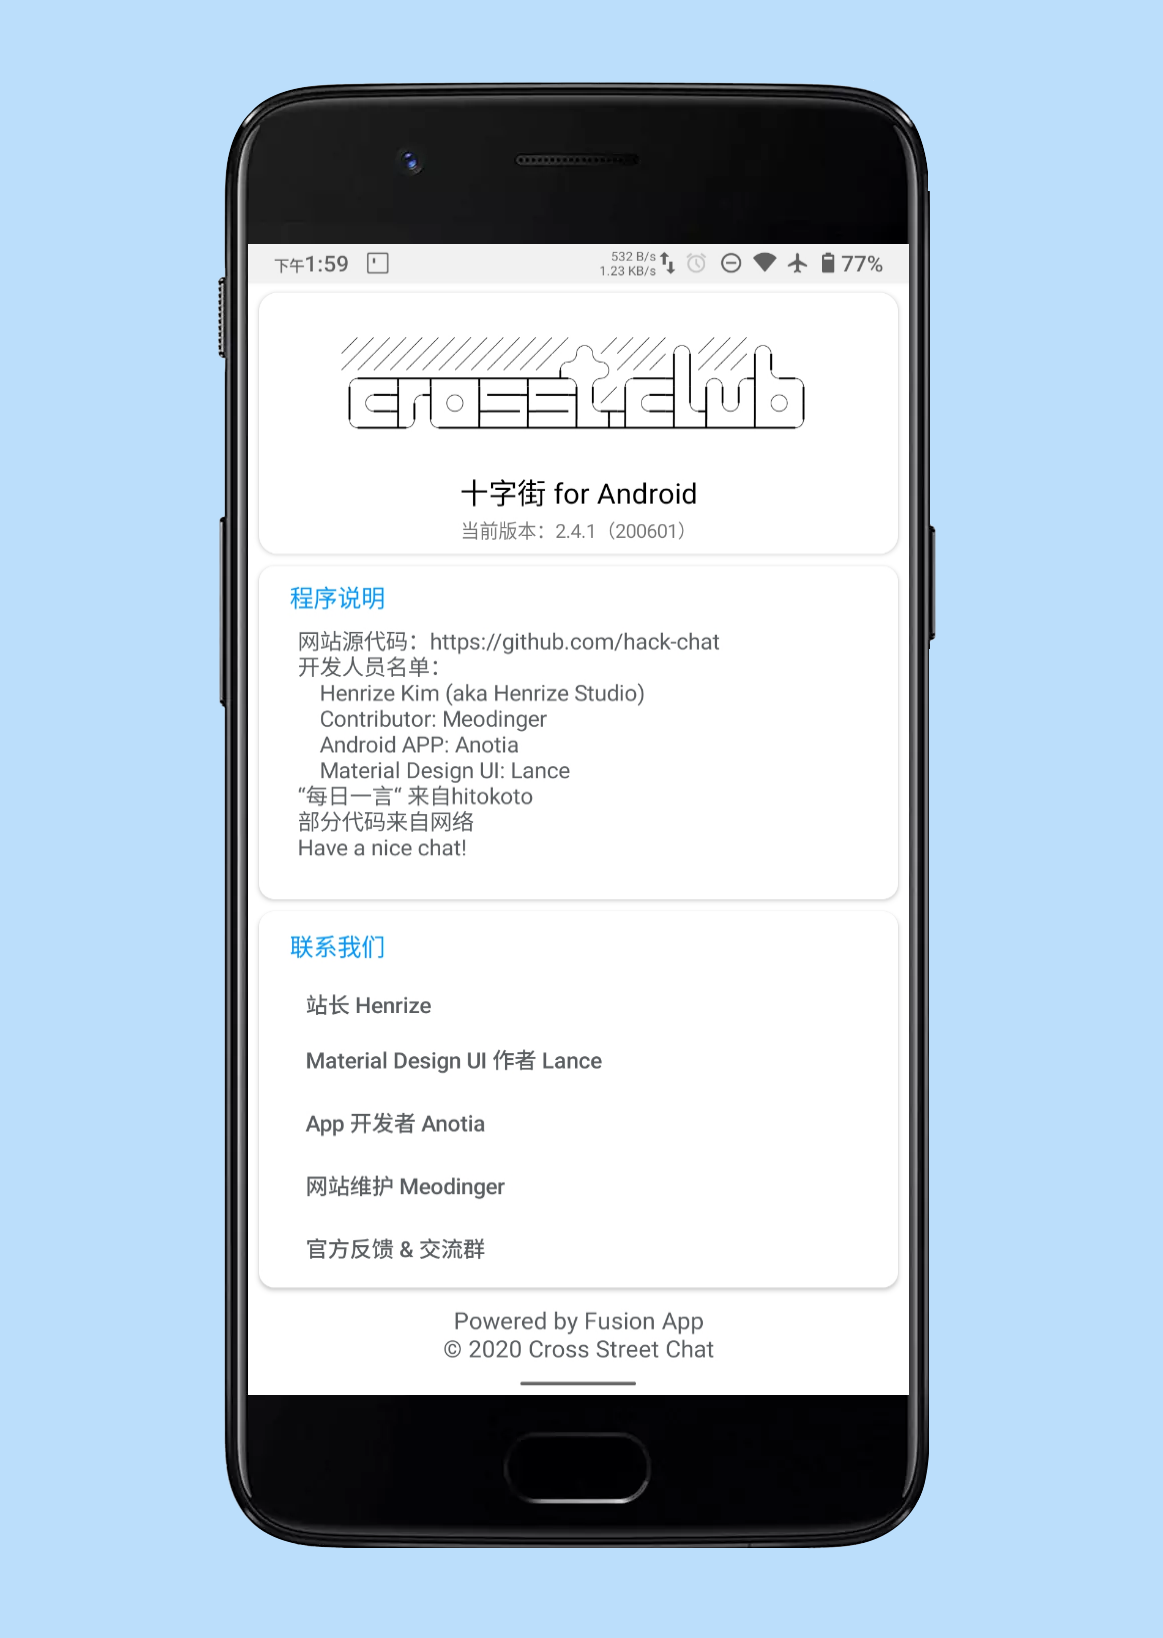 下午1:59
532 B/s
1.23 KB/s
77%
crosst.club
十字街 for Android
当前版本：2.4.1（200601）
程序说明
网站源代码：https://github.com/hack-chat
开发人员名单：
Henrize Kim (aka Henrize Studio)
Contributor: Meodinger
Android APP: Anotia
Material Design UI: Lance
“每日一言“ 来自hitokoto
部分代码来自网络
Have a nice chat!
联系我们
站长 Henrize
Material Design UI 作者 Lance
App 开发者 Anotia
网站维护 Meodinger
官方反馈 & 交流群
Powered by Fusion App
© 2020 Cross Street Chat